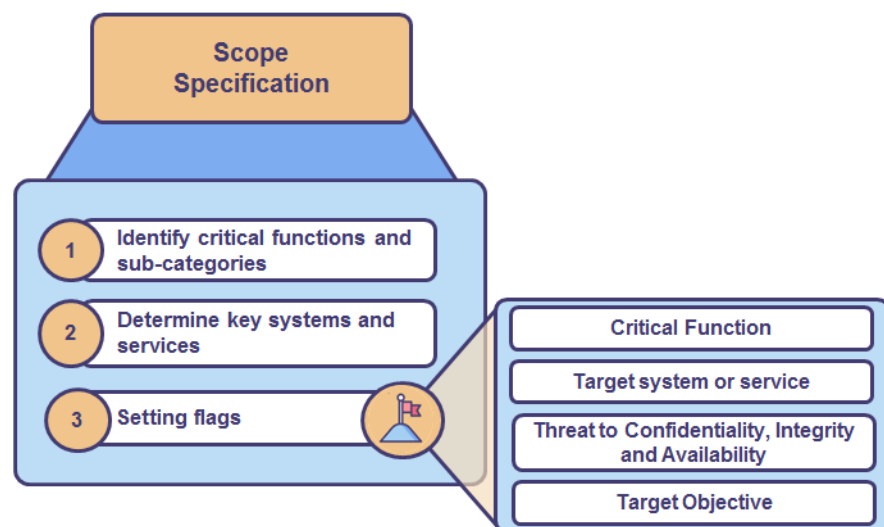 Scope
Specification
1
Identify critical functions and
sub-categories
2
Determine key systems and
services
3
Setting flags
Critical Function
Target system or service
Threat to Confidentiality, Integrity
and Availability
Target Objective